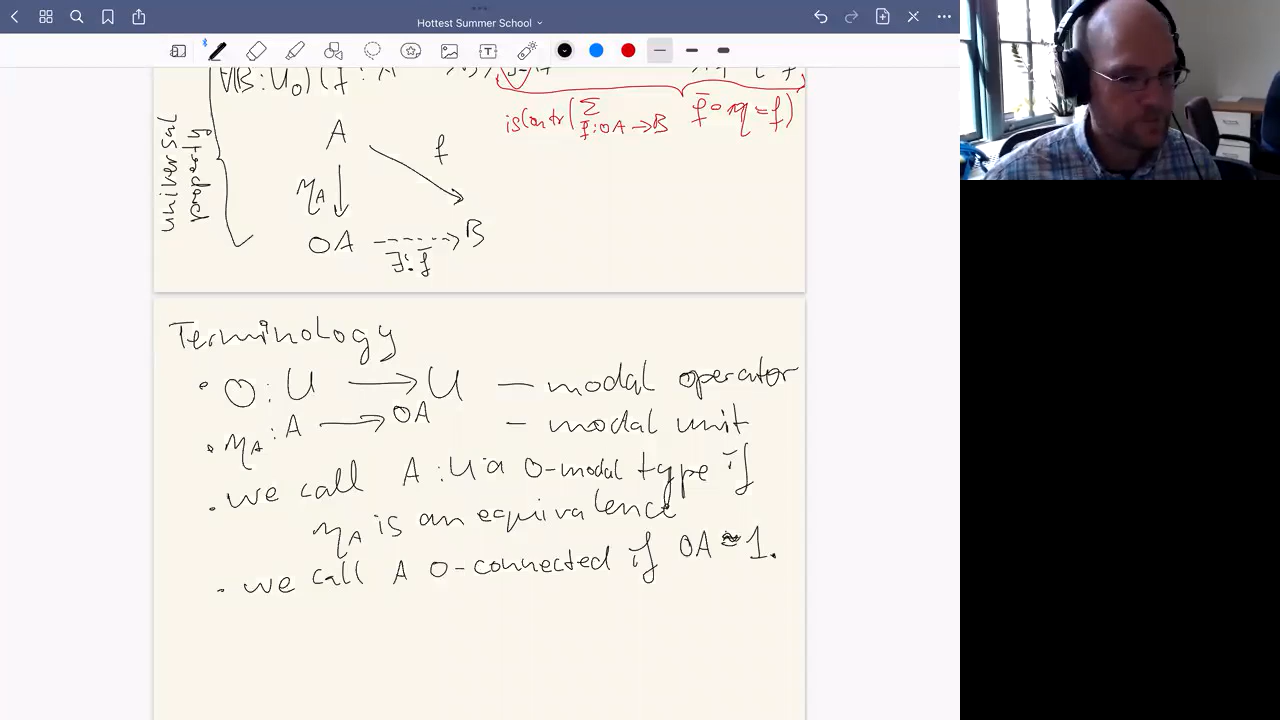 Hottest Summer School
∀(B:U₀)(f:A
isContr(Σ f̄:OA→B f̄∘η=f)
universal
property
A
f
η_A
OA
B
∃! f̄
Terminology
• O: U → U — modal operator
• η_A : A → OA – modal unit
• we call A:U a O-modal type if
η_A is an equivalence
• we call A O-connected if OA ≃ 1.